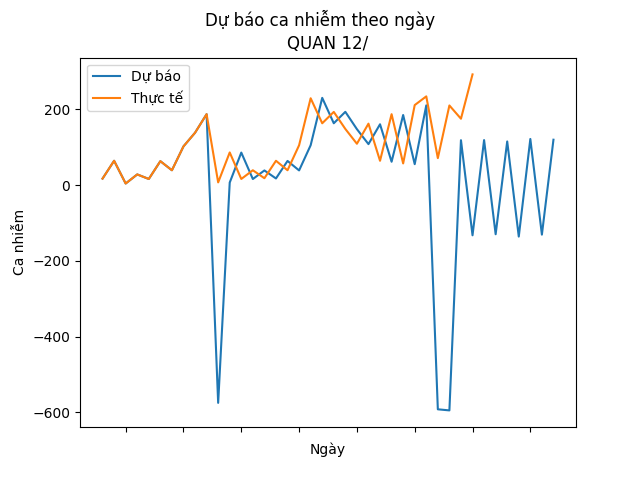 Dự báo ca nhiễm theo ngày
QUAN 12/
Dự báo
Thực tế
200
0
−200
−400
−600
Ca nhiễm
Ngày